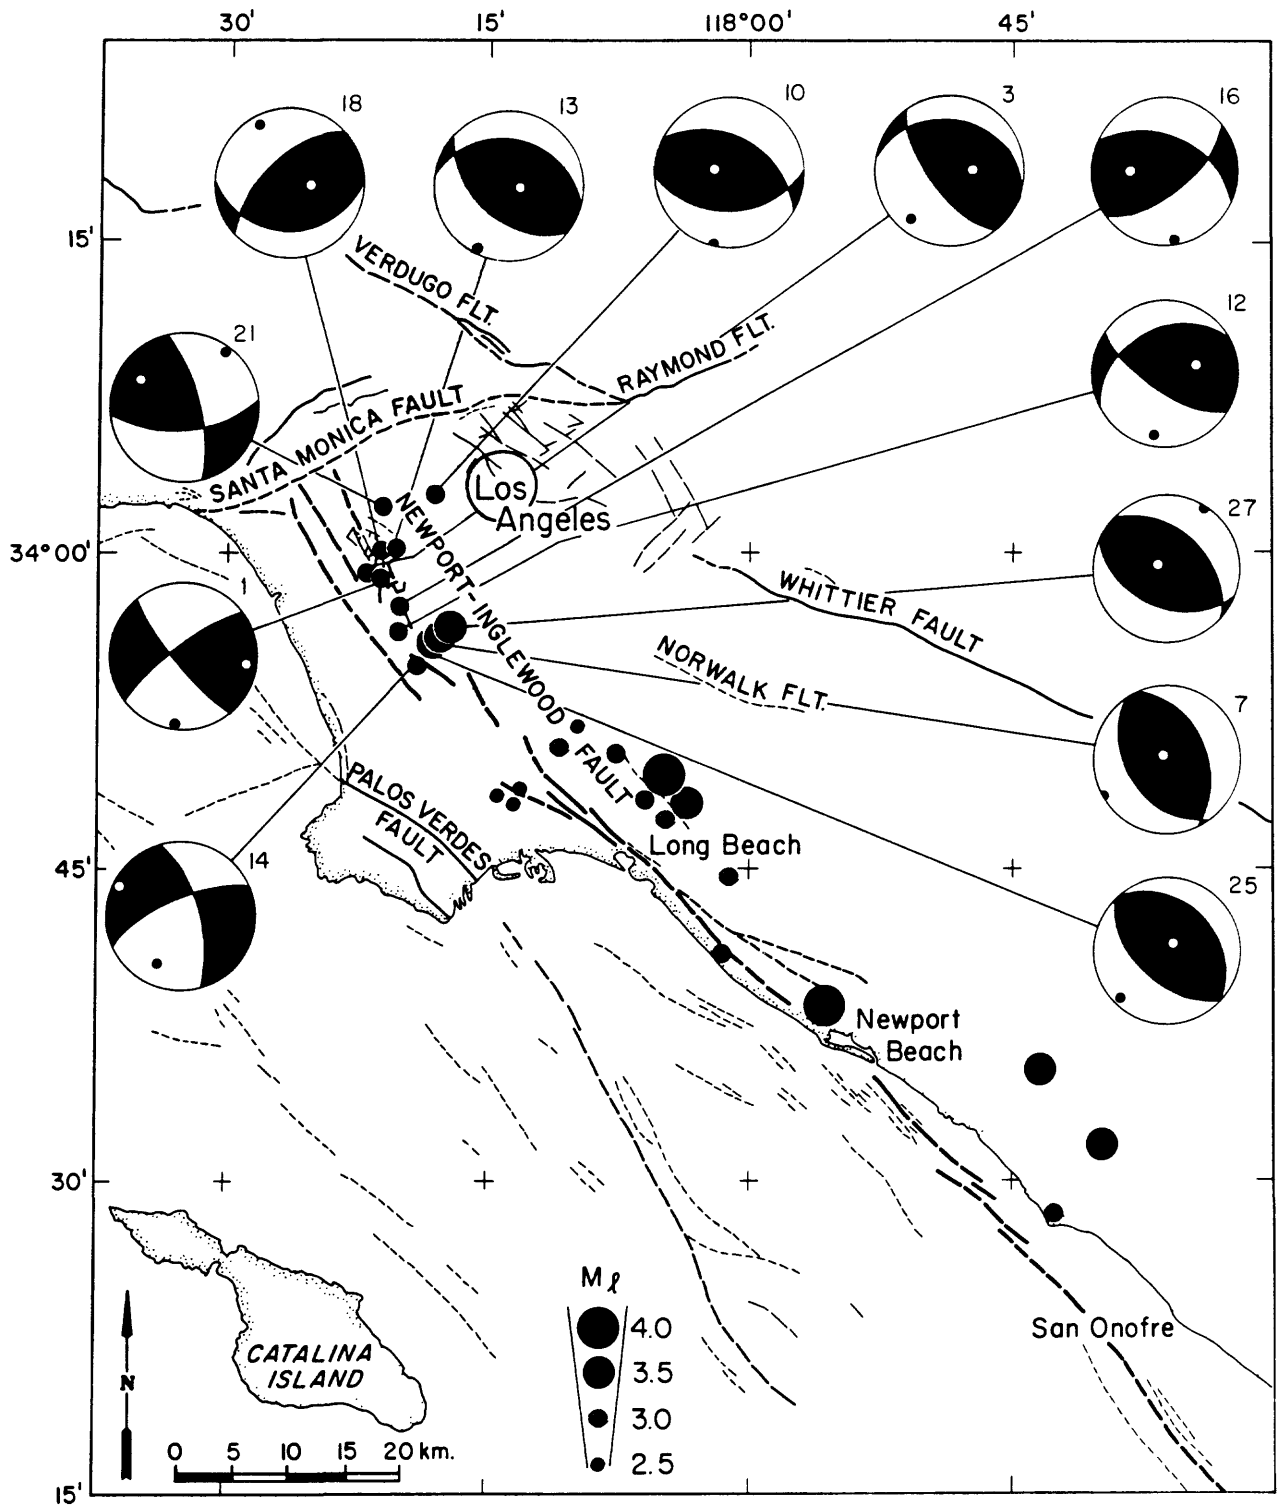 30'
15'
118°00'
45'
18
13
10
3
16
15'
VERDUGO FLT.
12
21
RAYMOND FLT.
SANTA MONICA FAULT
Los
Angeles
NEWPORT-INGLEWOOD FAULT
27
34°00'
WHITTIER FAULT
1
NORWALK FLT.
7
PALOS VERDES
FAULT
Long Beach
14
45'
25
Newport
Beach
30'
Mℓ
4.0
3.5
3.0
2.5
San Onofre
CATALINA
ISLAND
N
0 5 10 15 20 km.
15'